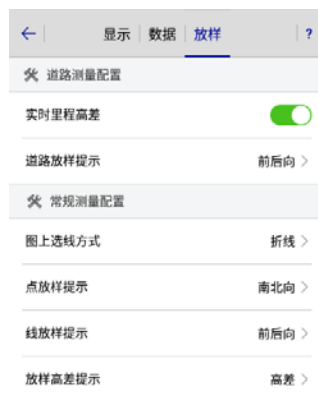 显示 数据 放样 ?
道路测量配置
实时里程高差
道路放样提示 前后向
常规测量配置
图上选线方式 折线
点放样提示 南北向
线放样提示 前后向
放样高差提示 高差